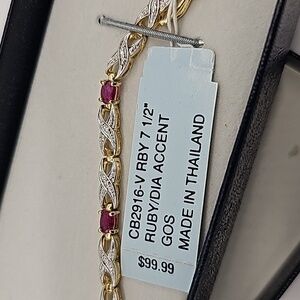 CB2916-V RBY 7 1/2"
RUBY/DIA ACCENT
GOS
MADE IN THAILAND
$99.99